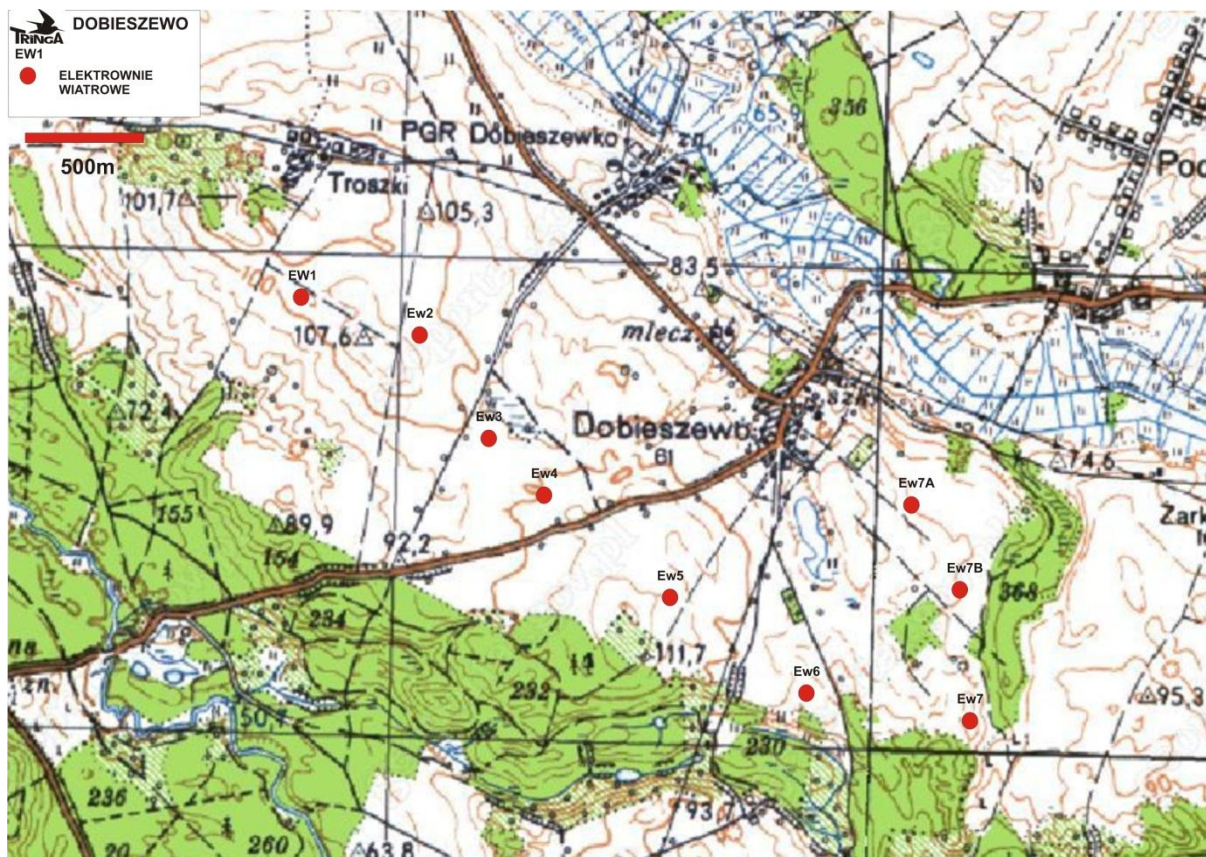 DOBIESZEWO
TRINGA
EW1
ELEKTROWNIE
WIATROWE
500m
356
65,9
PGR Dobieszewko
Troszki
101,7
105,3
EW1
83,5
Ew2
107,6
mlecz.
72,4
Ew3
Dobieszewo
61
74,6
Ew4
Ew7A
155
89,9
154
92,2
Ew7B
368
Ew5
234
111,7
232
Ew6
Ew7
95,3
50,7
230
236
93,7
260
63,8